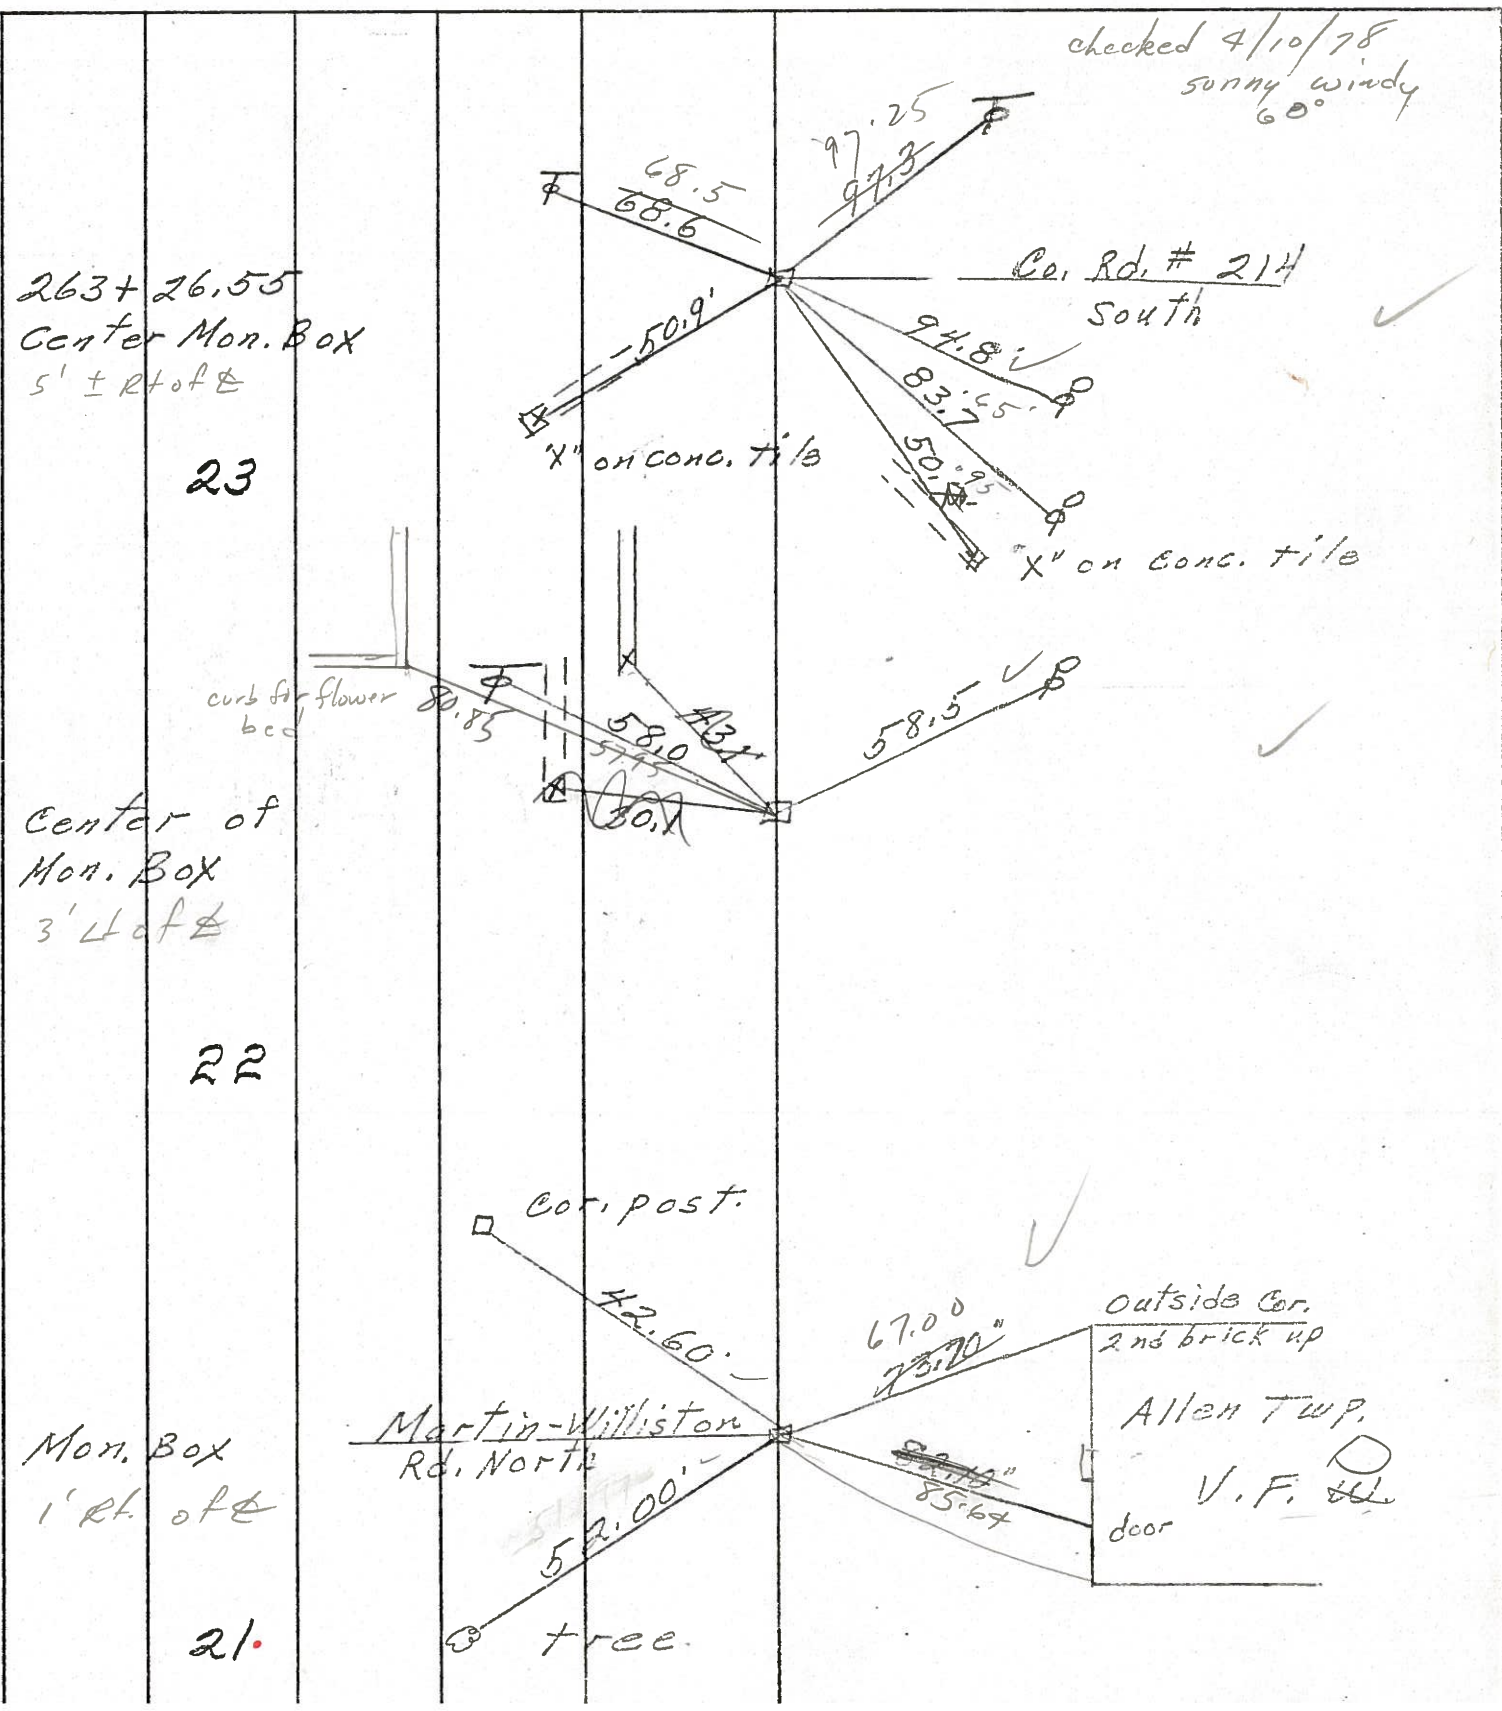 checked 4/10/78
sunny windy
60°
97.25
97.3
68.5
68.6
Co. Rd. # 214
South
263+26.55
Center Mon. Box
5' ± Rt of ℄
50.9'
94.8'
83.7
.65'
50.
.95
"X" on conc. tile
23
"X" on conc. tile
curb for flower
bed
80.85
58.0
57.95
43.1
58.5
30.1
Center of
Mon. Box
3' Lt of ℄
22
Cor. post.
42.60'
67.00
73.70"
Outside Cor.
2nd brick up
Allen Twp.
V.F.
Martin-Williston
Rd. North
Mon. Box
1' Rt. of ℄
82.10"
85.64
door
52.00'
21.
tree.